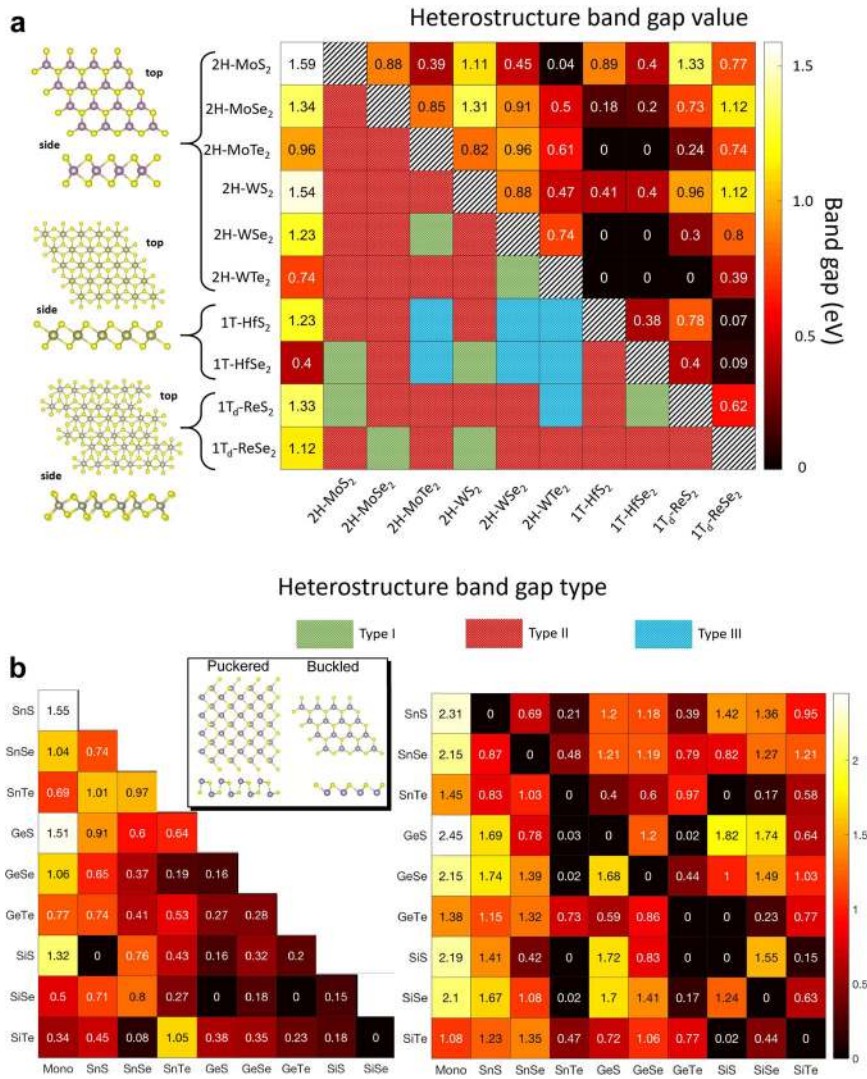 Heterostructure band gap value
a
top
side
top
side
top
side
2H-MoS₂ 1.59 0.88 0.39 1.11 0.45 0.04 0.89 0.4 1.33 0.77
2H-MoSe₂ 1.34 0.85 1.31 0.91 0.5 0.18 0.2 0.73 1.12
2H-MoTe₂ 0.96 0.82 0.96 0.61 0 0 0.24 0.74
2H-WS₂ 1.54 0.88 0.47 0.41 0.4 0.96 1.12
2H-WSe₂ 1.23 0.74 0 0 0.3 0.8
2H-WTe₂ 0.74 0 0 0 0.39
1T-HfS₂ 1.23 0.38 0.78 0.07
1T-HfSe₂ 0.4 0.4 0.09
1T_d-ReS₂ 1.33 0.62
1T_d-ReSe₂ 1.12
2H-MoS₂ 2H-MoSe₂ 2H-MoTe₂ 2H-WS₂ 2H-WSe₂ 2H-WTe₂ 1T-HfS₂ 1T-HfSe₂ 1T_d-ReS₂ 1T_d-ReSe₂
1.5
1.0
0.5
0
Band gap (eV)
Heterostructure band gap type
Type I Type II Type III
b
Puckered Buckled
SnS 1.55
SnSe 1.04 0.74
SnTe 0.69 1.01 0.97
GeS 1.51 0.91 0.6 0.64
GeSe 1.06 0.65 0.37 0.19 0.16
GeTe 0.77 0.74 0.41 0.53 0.27 0.28
SiS 1.32 0 0.76 0.43 0.16 0.32 0.2
SiSe 0.5 0.71 0.8 0.27 0 0.18 0 0.15
SiTe 0.34 0.45 0.08 1.05 0.38 0.35 0.23 0.18 0
Mono SnS SnSe SnTe GeS GeSe GeTe SiS SiSe
SnS 2.31 0 0.69 0.21 1.2 1.18 0.39 1.42 1.36 0.95
SnSe 2.15 0.87 0 0.48 1.21 1.19 0.79 0.82 1.27 1.21
SnTe 1.45 0.83 1.03 0 0.4 0.6 0.97 0 0.17 0.58
GeS 2.45 1.69 0.78 0.03 0 1.2 0.02 1.82 1.74 0.64
GeSe 2.15 1.74 1.39 0.02 1.68 0 0.44 1 1.49 1.03
GeTe 1.38 1.15 1.32 0.73 0.59 0.86 0 0 0.23 0.77
SiS 2.19 1.41 0.42 0 1.72 0.83 0 0 1.55 0.15
SiSe 2.1 1.67 1.08 0.02 1.7 1.41 0.17 1.24 0 0.63
SiTe 1.08 1.23 1.35 0.47 0.72 1.06 0.77 0.02 0.44 0
Mono SnS SnSe SnTe GeS GeSe GeTe SiS SiSe SiTe
2
1.5
1
0.5
0